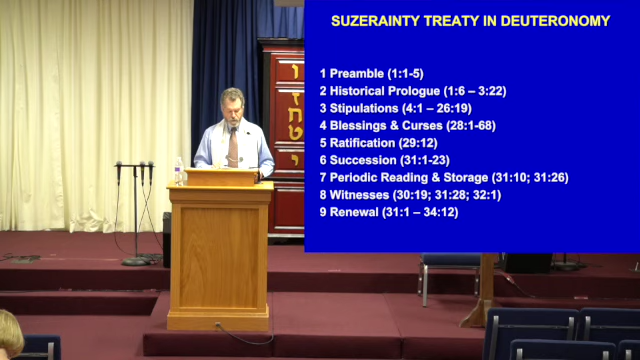 SUZERAINTY TREATY IN DEUTERONOMY
1 Preamble (1:1-5)
2 Historical Prologue (1:6 – 3:22)
3 Stipulations (4:1 – 26:19)
4 Blessings & Curses (28:1-68)
5 Ratification (29:12)
6 Succession (31:1-23)
7 Periodic Reading & Storage (31:10; 31:26)
8 Witnesses (30:19; 31:28; 32:1)
9 Renewal (31:1 – 34:12)
ו
ז
ח
ט
י